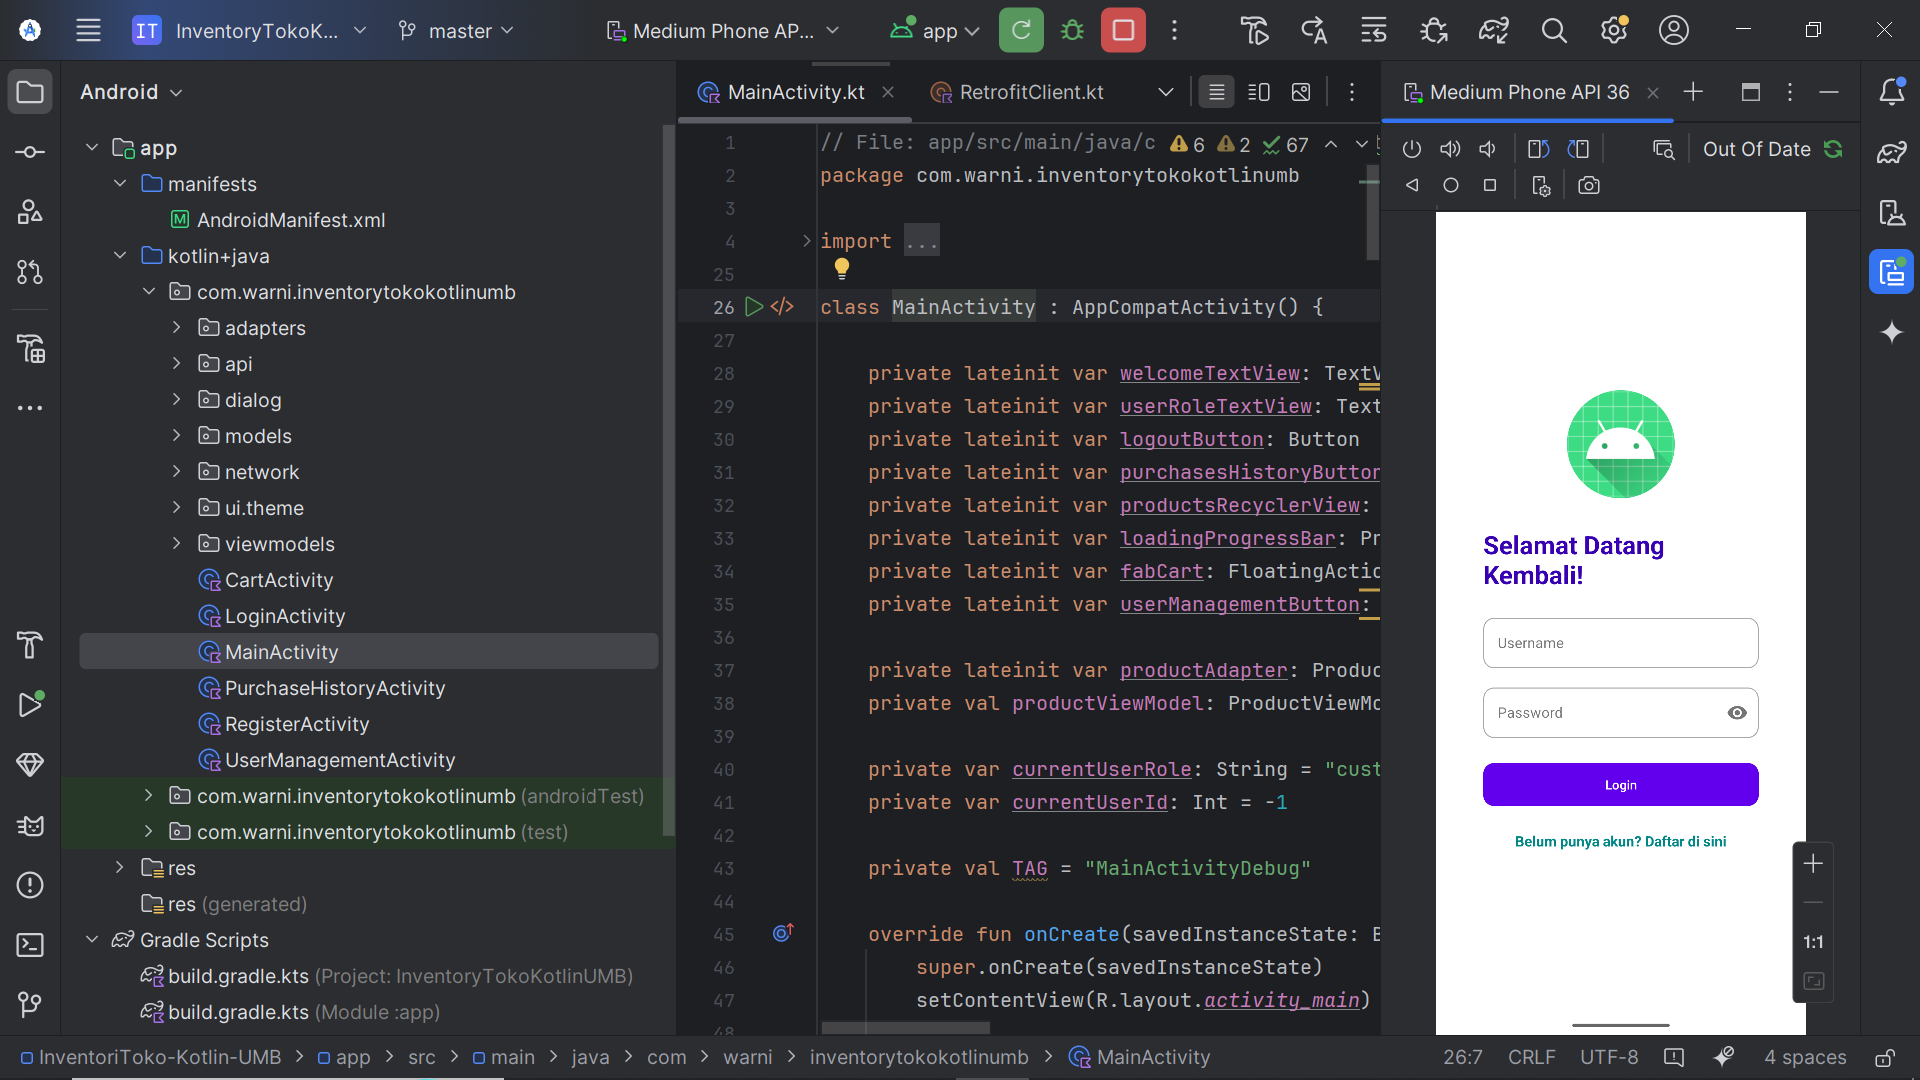 IT InventoryTokoK... master Medium Phone AP... app
Android
app
manifests
AndroidManifest.xml
kotlin+java
com.warni.inventorytokokotlinumb
adapters
api
dialog
models
network
ui.theme
viewmodels
CartActivity
LoginActivity
MainActivity
PurchaseHistoryActivity
RegisterActivity
UserManagementActivity
com.warni.inventorytokokotlinumb (androidTest)
com.warni.inventorytokokotlinumb (test)
res
res (generated)
Gradle Scripts
build.gradle.kts (Project: InventoryTokoKotlinUMB)
build.gradle.kts (Module :app)
MainActivity.kt RetrofitClient.kt
1 // File: app/src/main/java/c 6 2 67
2 package com.warni.inventorytokokotlinumb
3
4 import ...
25
26 class MainActivity : AppCompatActivity() {
27
28 private lateinit var welcomeTextView: TextV
29 private lateinit var userRoleTextView: Text
30 private lateinit var logoutButton: Button
31 private lateinit var purchasesHistoryButton
32 private lateinit var productsRecyclerView:
33 private lateinit var loadingProgressBar: Pr
34 private lateinit var fabCart: FloatingActio
35 private lateinit var userManagementButton:
36
37 private lateinit var productAdapter: Produc
38 private val productViewModel: ProductViewMo
39
40 private var currentUserRole: String = "cust
41 private var currentUserId: Int = -1
42
43 private val TAG = "MainActivityDebug"
44
45 override fun onCreate(savedInstanceState: B
46 super.onCreate(savedInstanceState)
47 setContentView(R.layout.activity_main)
48
Medium Phone API 36
Out Of Date
Selamat Datang
Kembali!
Username
Password
Login
Belum punya akun? Daftar di sini
1:1
InventoriToko-Kotlin-UMB > app > src > main > java > com > warni > inventorytokokotlinumb > MainActivity 26:7 CRLF UTF-8 4 spaces